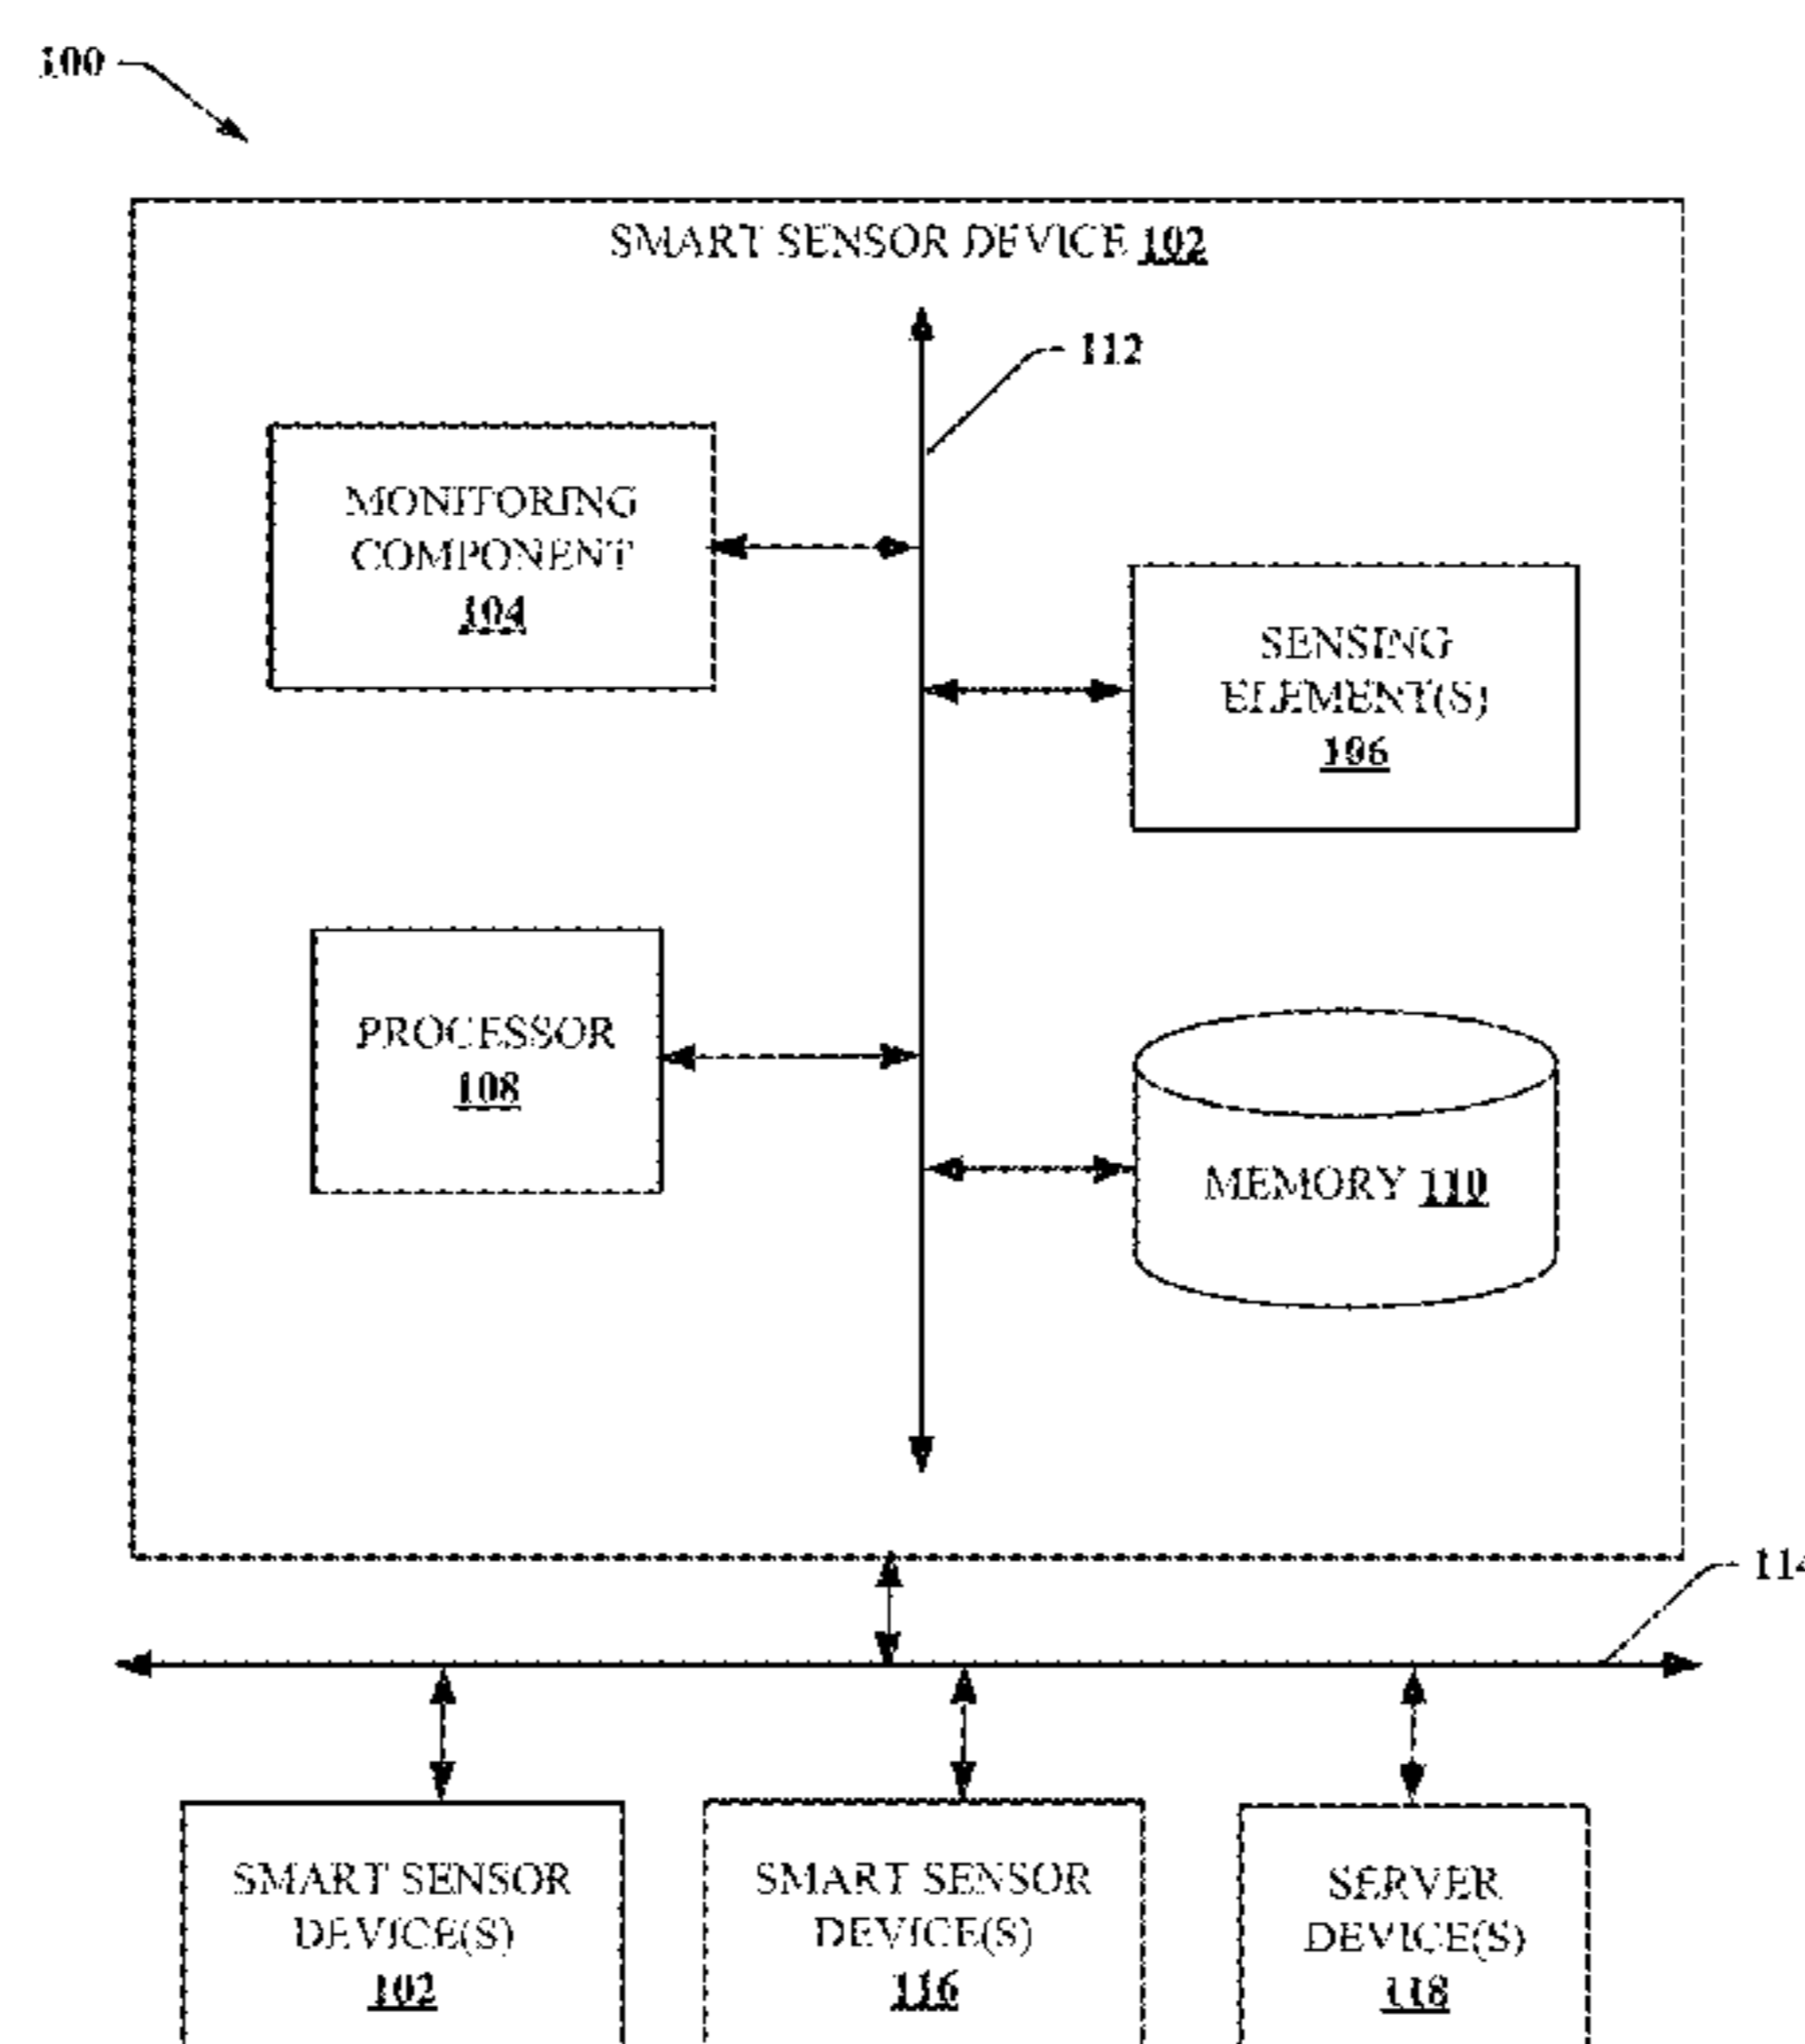 100
SMART SENSOR DEVICE 102
112
MONITORING
COMPONENT
104
SENSING
ELEMENT(S)
106
PROCESSOR
108
MEMORY 110
114
SMART SENSOR
DEVICE(S)
102
SMART SENSOR
DEVICE(S)
116
SERVER
DEVICE(S)
118